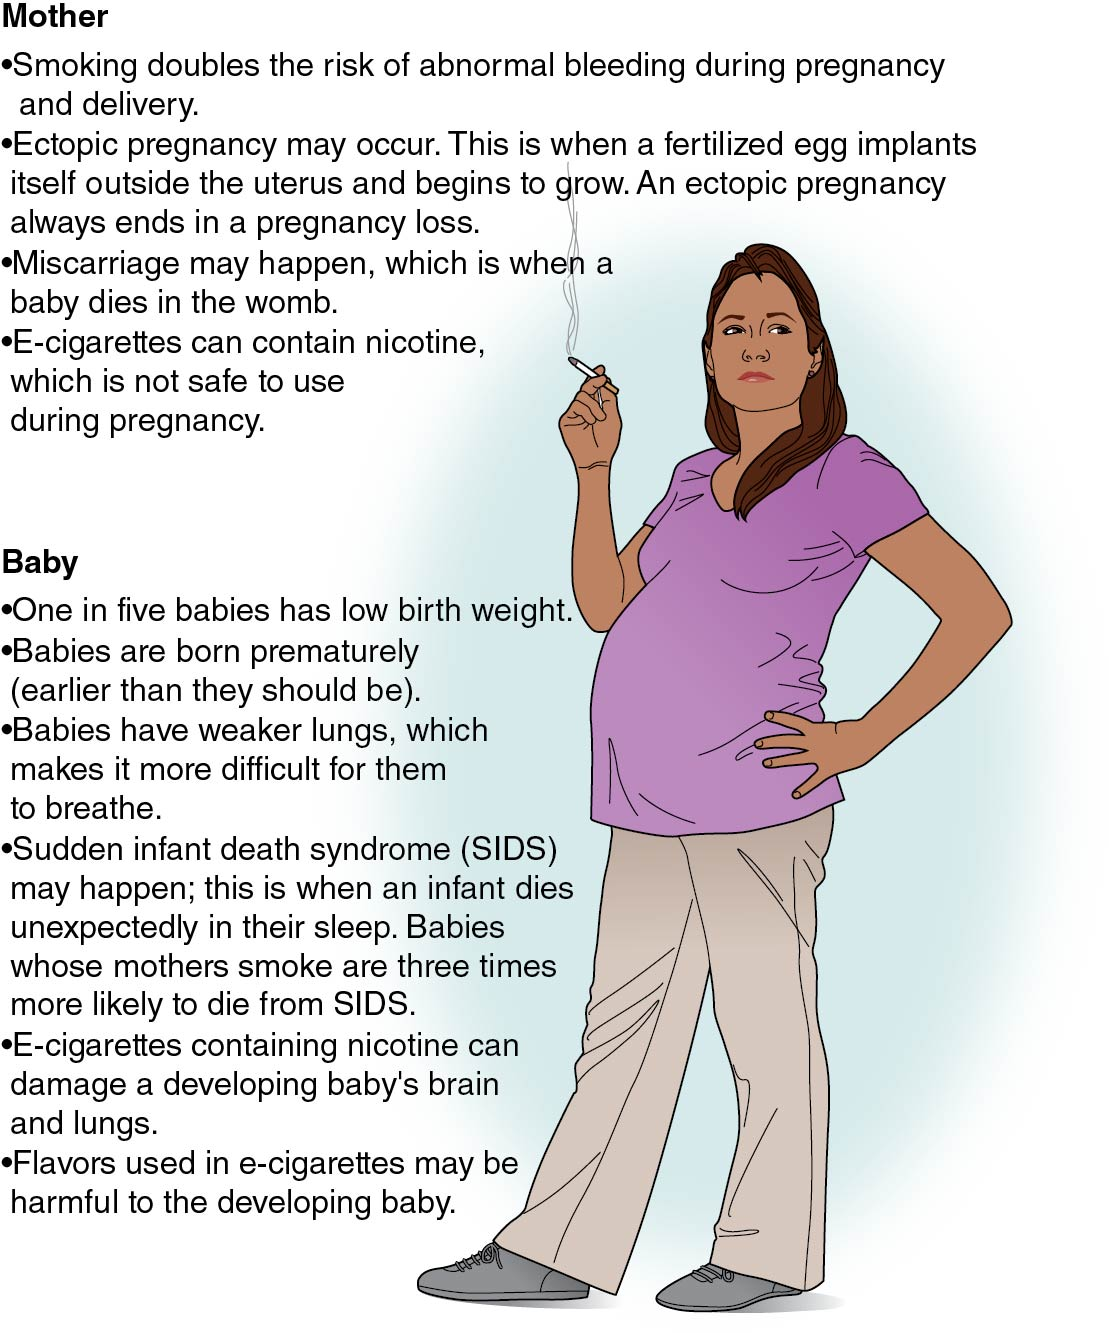 Mother
•Smoking doubles the risk of abnormal bleeding during pregnancy
and delivery.
•Ectopic pregnancy may occur. This is when a fertilized egg implants
itself outside the uterus and begins to grow. An ectopic pregnancy
always ends in a pregnancy loss.
•Miscarriage may happen, which is when a
baby dies in the womb.
•E-cigarettes can contain nicotine,
which is not safe to use
during pregnancy.
Baby
•One in five babies has low birth weight.
•Babies are born prematurely
(earlier than they should be).
•Babies have weaker lungs, which
makes it more difficult for them
to breathe.
•Sudden infant death syndrome (SIDS)
may happen; this is when an infant dies
unexpectedly in their sleep. Babies
whose mothers smoke are three times
more likely to die from SIDS.
•E-cigarettes containing nicotine can
damage a developing baby's brain
and lungs.
•Flavors used in e-cigarettes may be
harmful to the developing baby.